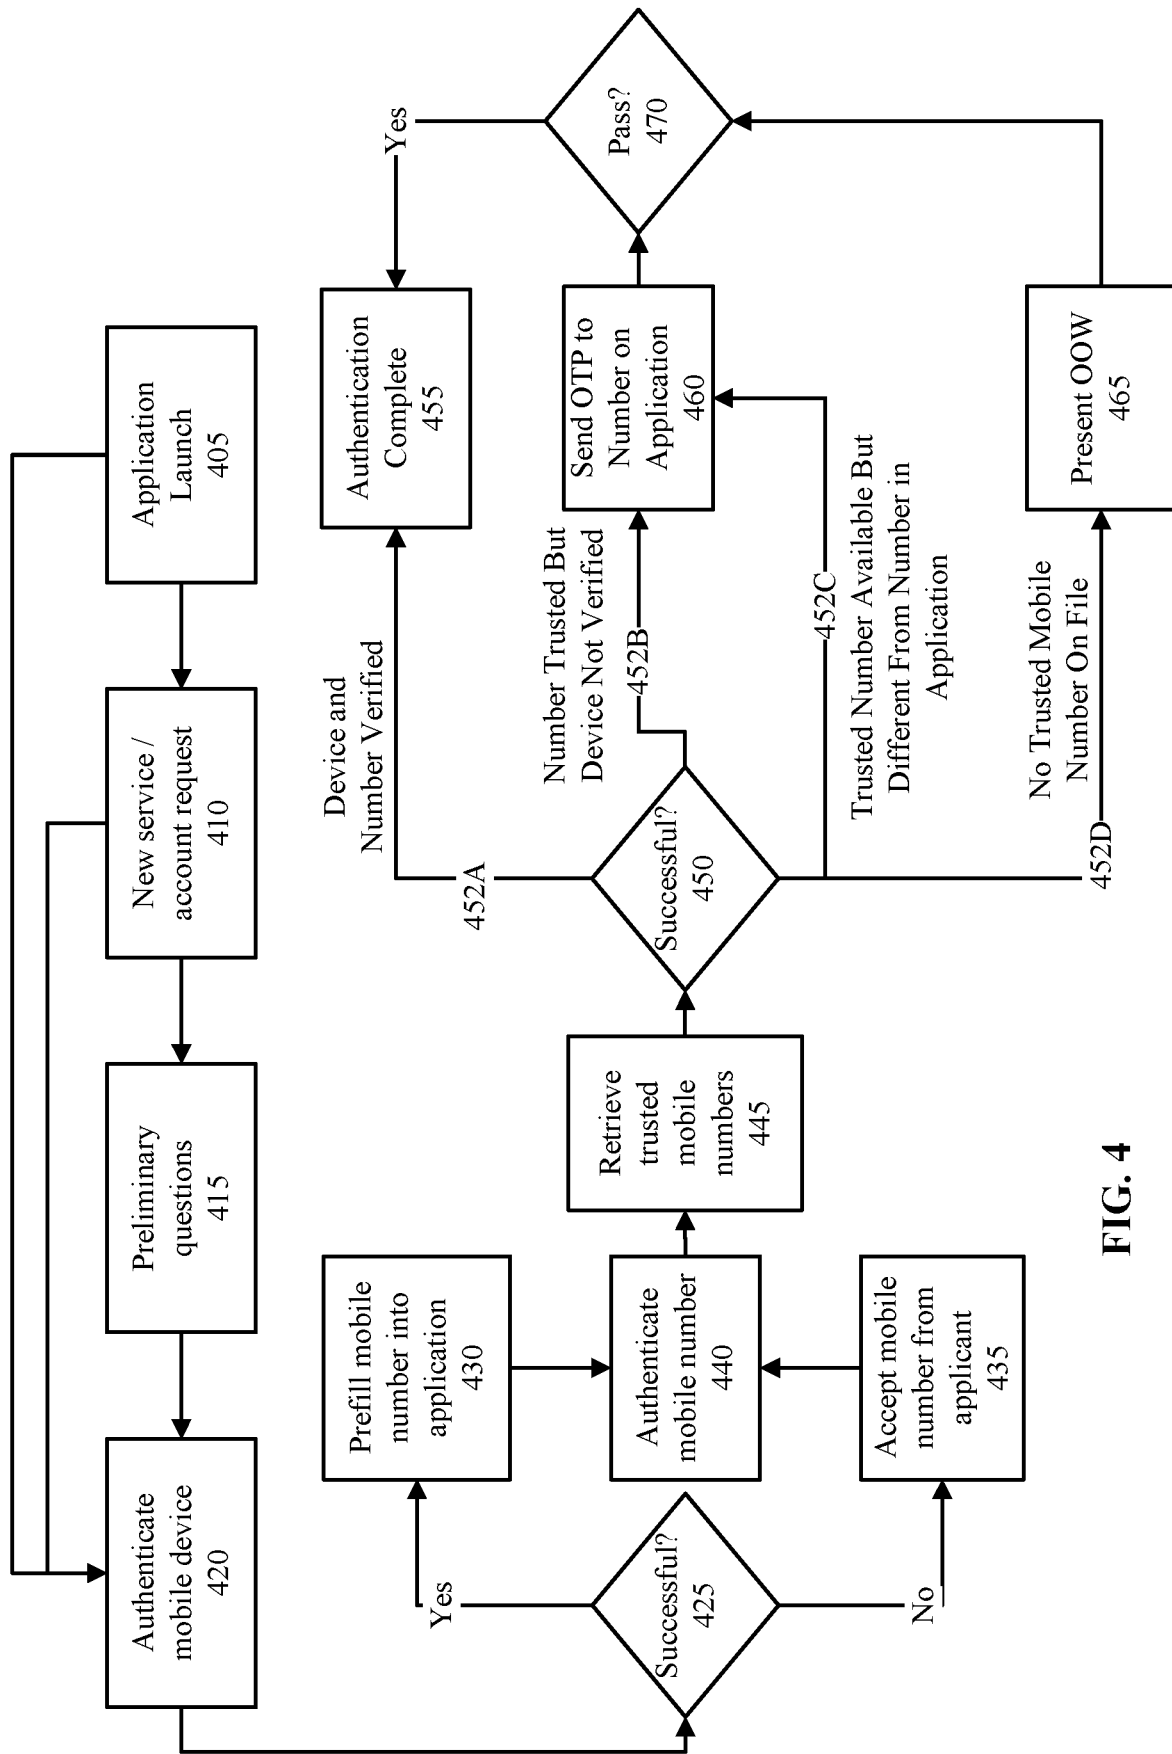 Application
Launch
405
New service /
account request
410
Preliminary
questions
415
Authenticate
mobile device
420
Successful?
425
Yes
No
Prefill mobile
number into
application
430
Accept mobile
number from
applicant
435
Authenticate
mobile number
440
Retrieve
trusted
mobile
numbers
445
Successful?
450
452A
Device and
Number Verified
Authentication
Complete
455
Number Trusted But
Device Not Verified
452B
Send OTP to
Number on
Application
460
452C
Trusted Number Available But
Different From Number in
Application
452D
No Trusted Mobile
Number On File
Present OOW
465
Pass?
470
Yes
FIG. 4